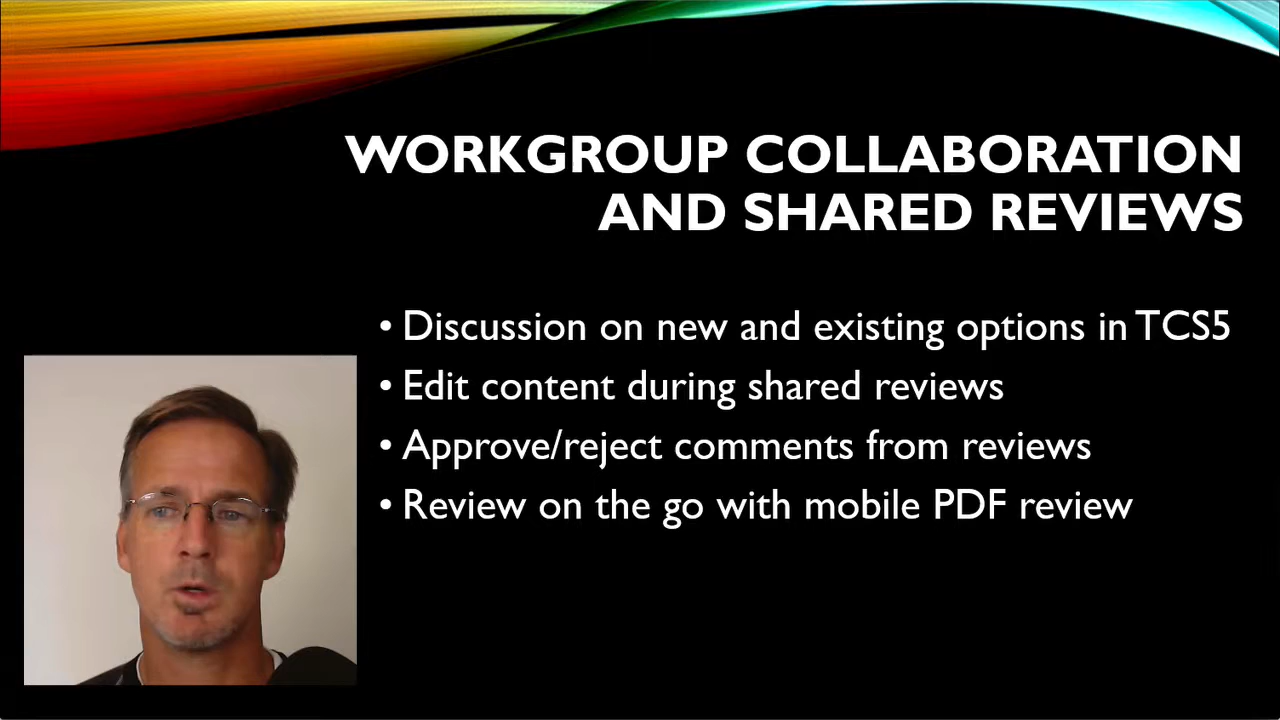 WORKGROUP COLLABORATION
AND SHARED REVIEWS
• Discussion on new and existing options in TCS5
• Edit content during shared reviews
• Approve/reject comments from reviews
• Review on the go with mobile PDF review